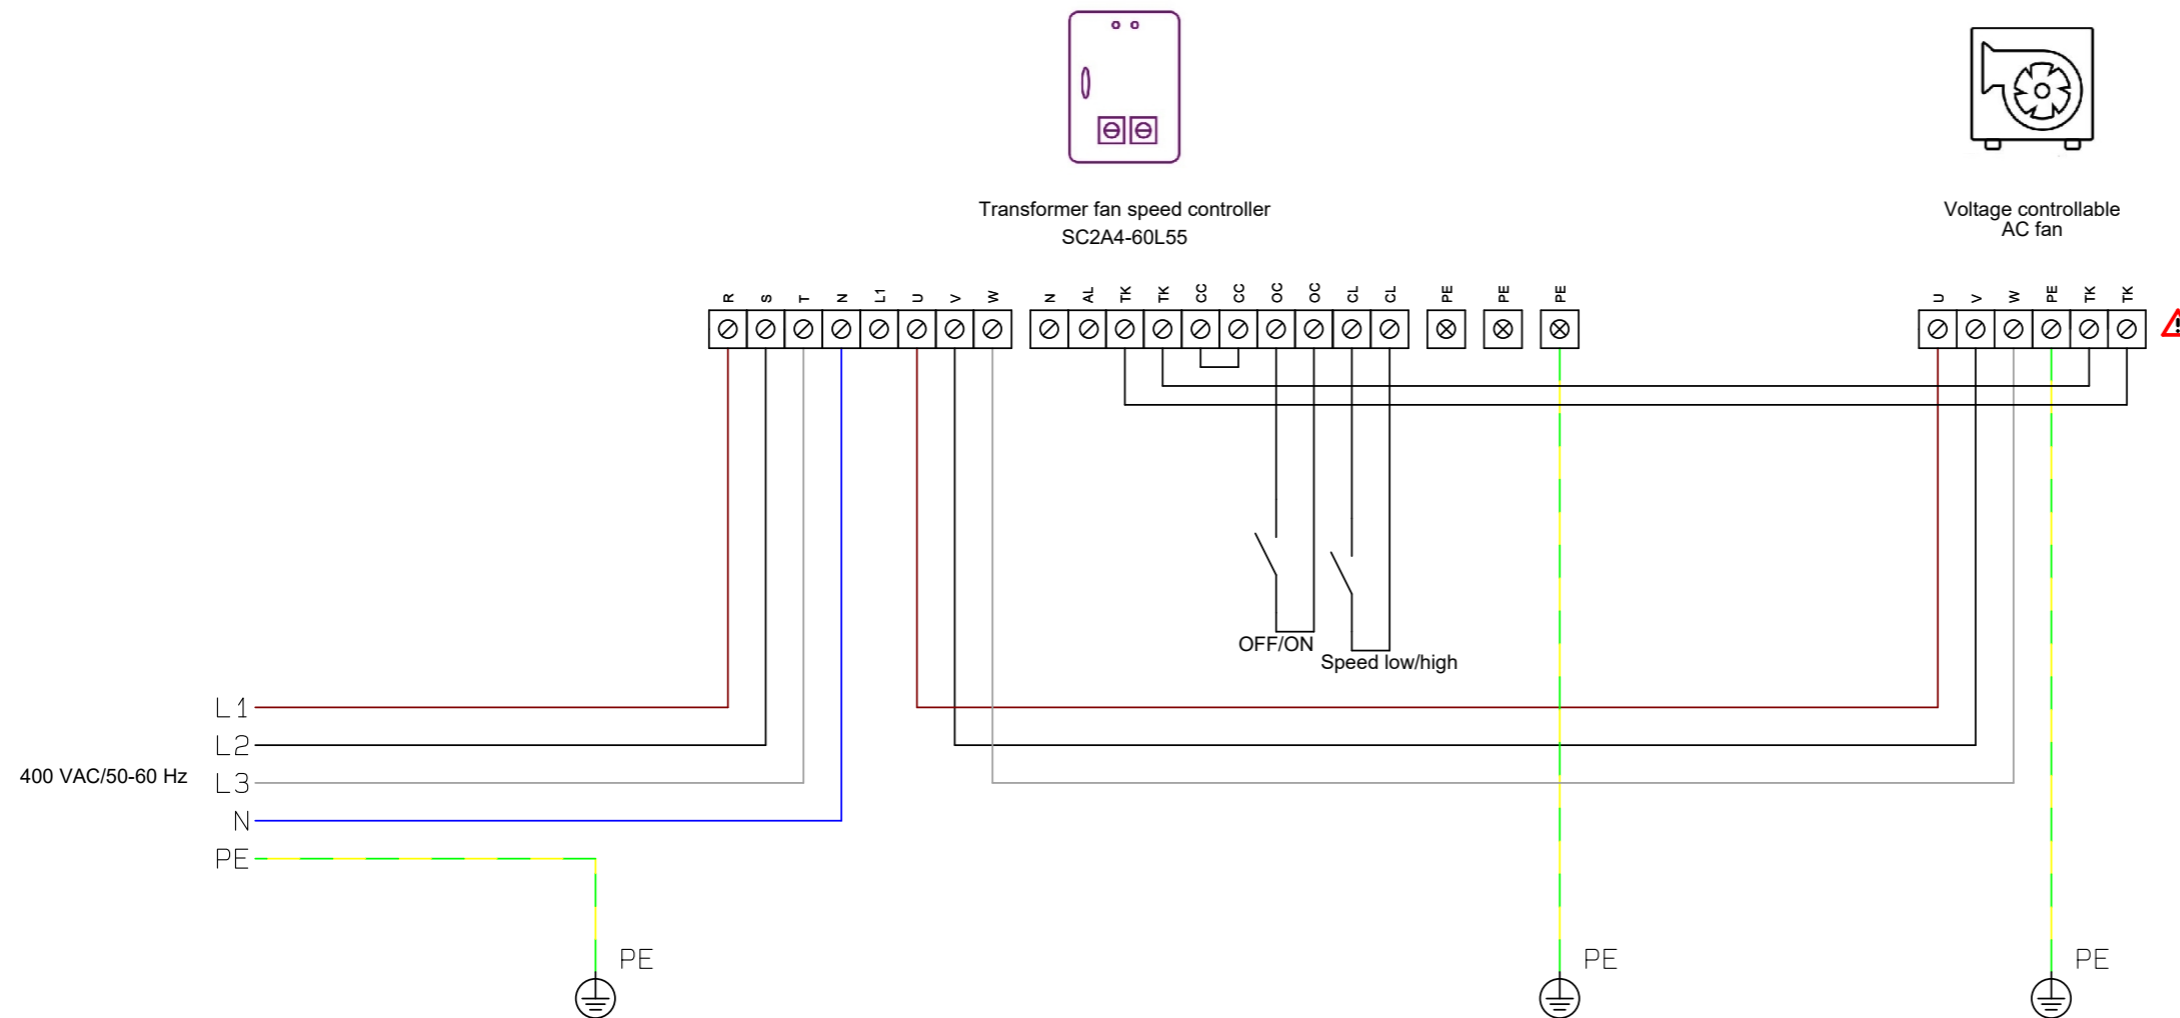 Transformer fan speed controller
SC2A4-60L55
Voltage controllable
AC fan
R S T N L1 U V W N AL TK TK CC CC OC OC CL CL PE PE PE
U V W PE TK TK
OFF/ON
Speed low/high
L1
L2
400 VAC/50-60 Hz
L3
N
PE
PE
PE
PE